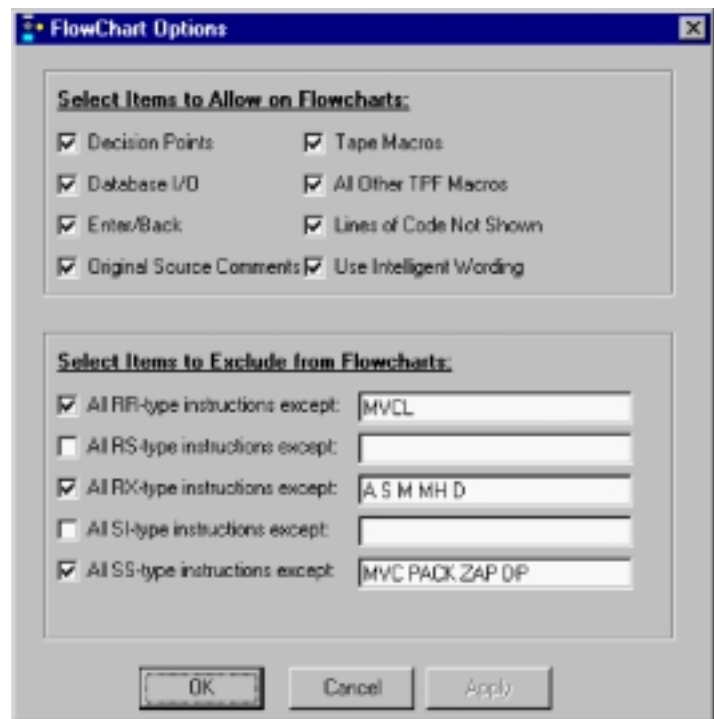 FlowChart Options
Select Items to Allow on Flowcharts:
Decision Points
Tape Macros
Database I/O
All Other TPF Macros
Enter/Back
Lines of Code Not Shown
Original Source Comments
Use Intelligent Wording
Select Items to Exclude from Flowcharts:
All RR-type instructions except: MVCL
All RS-type instructions except:
All RX-type instructions except: A S M MH D
All SI-type instructions except:
All SS-type instructions except: MVC PACK ZAP DP
OK Cancel Apply